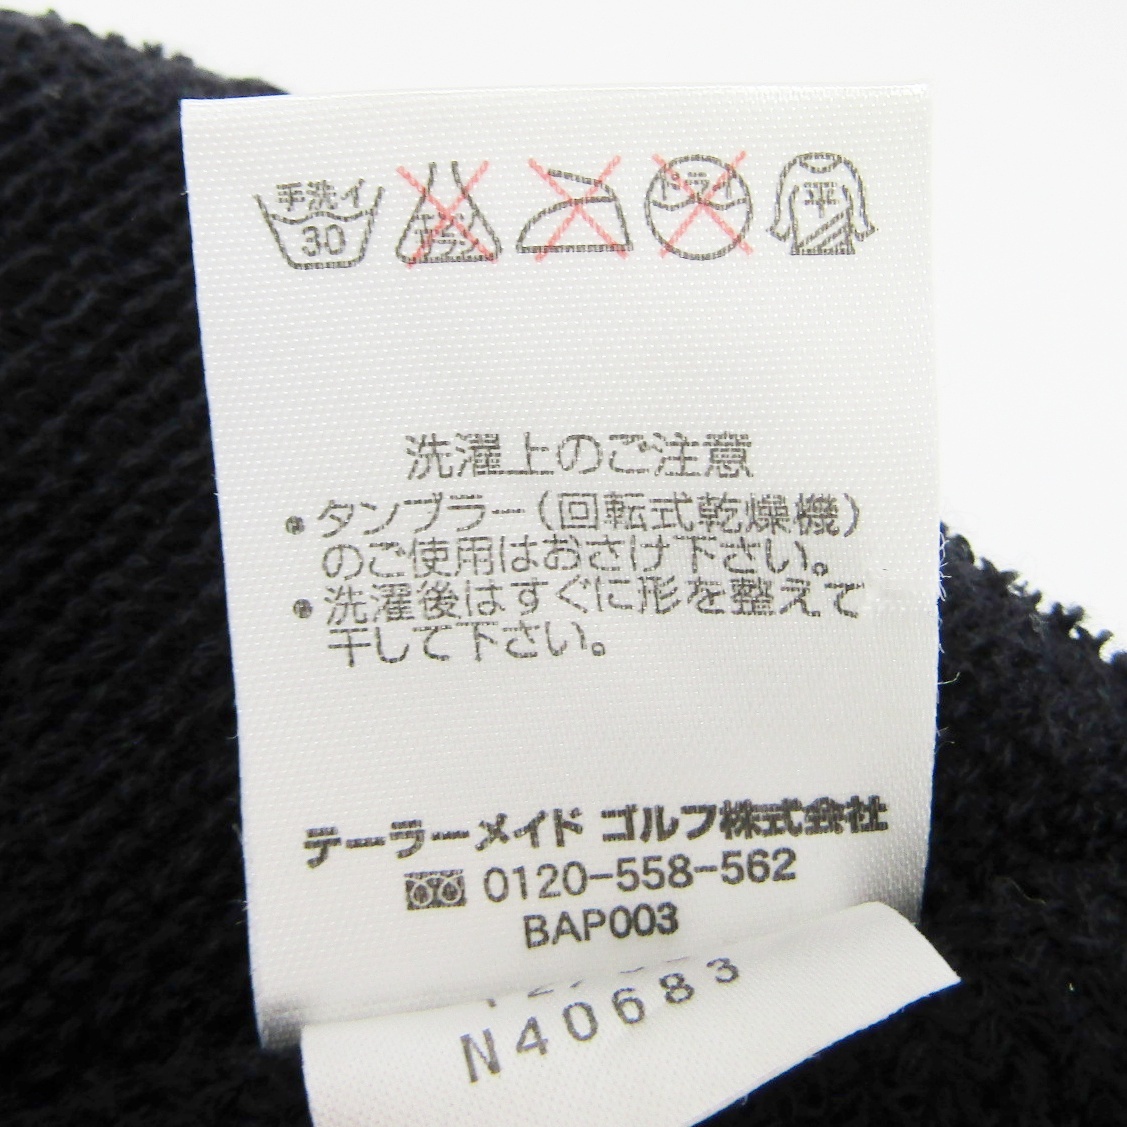 手洗イ 30 エンソサラシ ドライ 平
洗濯上のご注意
・タンブラー(回転式乾燥機)
のご使用はおさけ下さい。
・洗濯後はすぐに形を整えて
干して下さい。
テーラーメイド ゴルフ株式会社
0120-558-562
BAP003
N40683